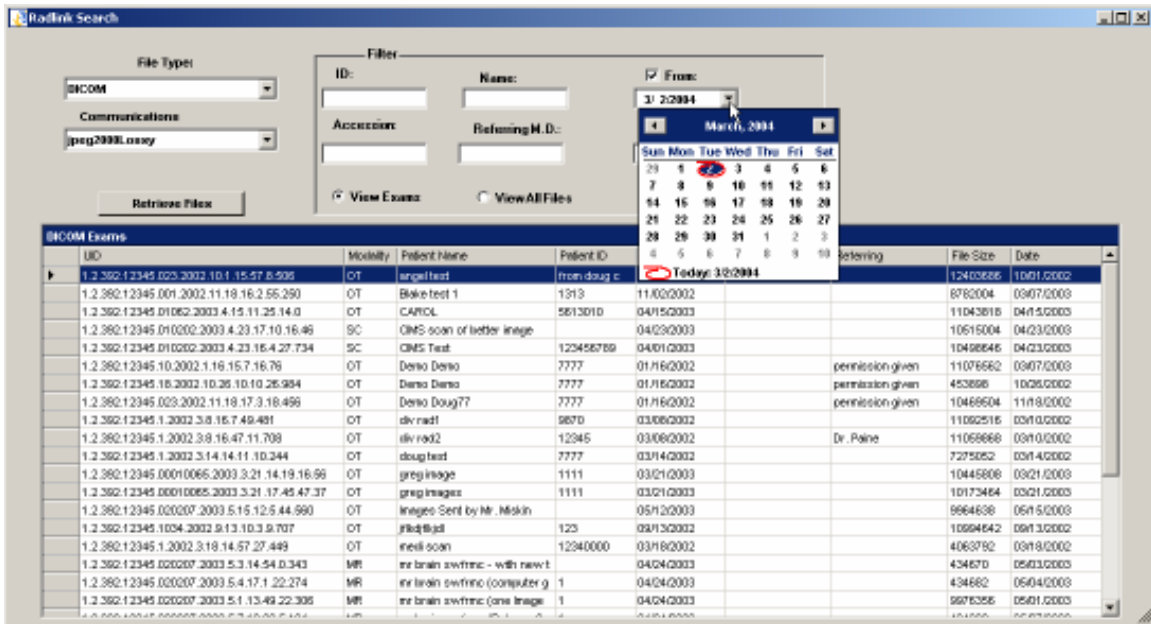 Radlink Search
File Type:
DICOM
Communications
jpeg2000Lossy
Retrieve Files
Filter
ID:
Name:
From:
3/ 2/2004
Accession:
Referring M.D.:
View Exams
View All Files
March, 2004
Sun Mon Tue Wed Thu Fri Sat
29 1 2 3 4 5 6
7 8 9 10 11 12 13
14 15 16 17 18 19 20
21 22 23 24 25 26 27
28 29 30 31 1 2 3
4 5 6 7 8 9 10
Today: 3/2/2004
DICOM Exams
UID Modality Patient Name Patient ID Referring File Size Date
1.2.392.12345.023.2002.10.1.15.57.8.506 OT angel test from doug c 12403686 10/01/2002
1.2.392.12345.001.2002.11.18.16.2.55.250 OT Blake test 1 1313 11/02/2002 8782004 03/07/2003
1.2.392.12345.01062.2003.4.15.11.25.14.0 OT CAROL 5613010 04/15/2003 11043818 04/15/2003
1.2.392.12345.010202.2003.4.23.17.10.16.46 SC CIMS scan of better image 04/23/2003 10515004 04/23/2003
1.2.392.12345.010202.2003.4.23.16.4.27.734 SC CIMS Test 123456789 04/01/2003 10498646 04/23/2003
1.2.392.12345.10.2002.1.16.15.7.16.76 OT Demo Demo 7777 01/16/2002 permission given 11076562 03/07/2003
1.2.392.12345.18.2002.10.26.10.10.26.984 OT Demo Demo 7777 01/16/2002 permission given 453898 10/26/2002
1.2.392.12345.023.2002.11.18.17.3.18.456 OT Demo Doug77 7777 01/16/2002 permission given 10469504 11/18/2002
1.2.392.12345.1.2002.3.8.16.7.49.481 OT div rad1 9870 03/08/2002 11092516 03/10/2002
1.2.392.12345.1.2002.3.8.16.47.11.708 OT div rad2 12345 03/08/2002 Dr. Paine 11059868 03/10/2002
1.2.392.12345.1.2002.3.14.14.11.10.244 OT doug test 7777 03/14/2002 7275052 03/14/2002
1.2.392.12345.00010065.2003.3.21.14.19.16.56 OT greg image 1111 03/21/2003 10445808 03/21/2003
1.2.392.12345.00010065.2003.3.21.17.45.47.37 OT greg images 1111 03/21/2003 10173464 03/21/2003
1.2.392.12345.020207.2003.5.15.12.5.44.560 OT Images Sent by Mr. Miskin 05/12/2003 9964638 05/15/2003
1.2.392.12345.1034.2002.9.13.10.3.9.707 OT 123 09/13/2002 10994642 09/13/2002
1.2.392.12345.1.2002.3.18.14.57.27.449 OT scan 12340000 03/18/2002 4063792 03/18/2002
1.2.392.12345.020207.2003.5.3.14.54.0.343 MR mr brain swfrmc - with new t 04/24/2003 434670 05/03/2003
1.2.392.12345.020207.2003.5.4.17.1.22.274 MR mr brain swfrmc (computer g 1 04/24/2003 434682 05/04/2003
1.2.392.12345.020207.2003.5.1.13.49.22.306 MR mr brain swfrmc (one Image 1 04/24/2003 9976356 05/01/2003